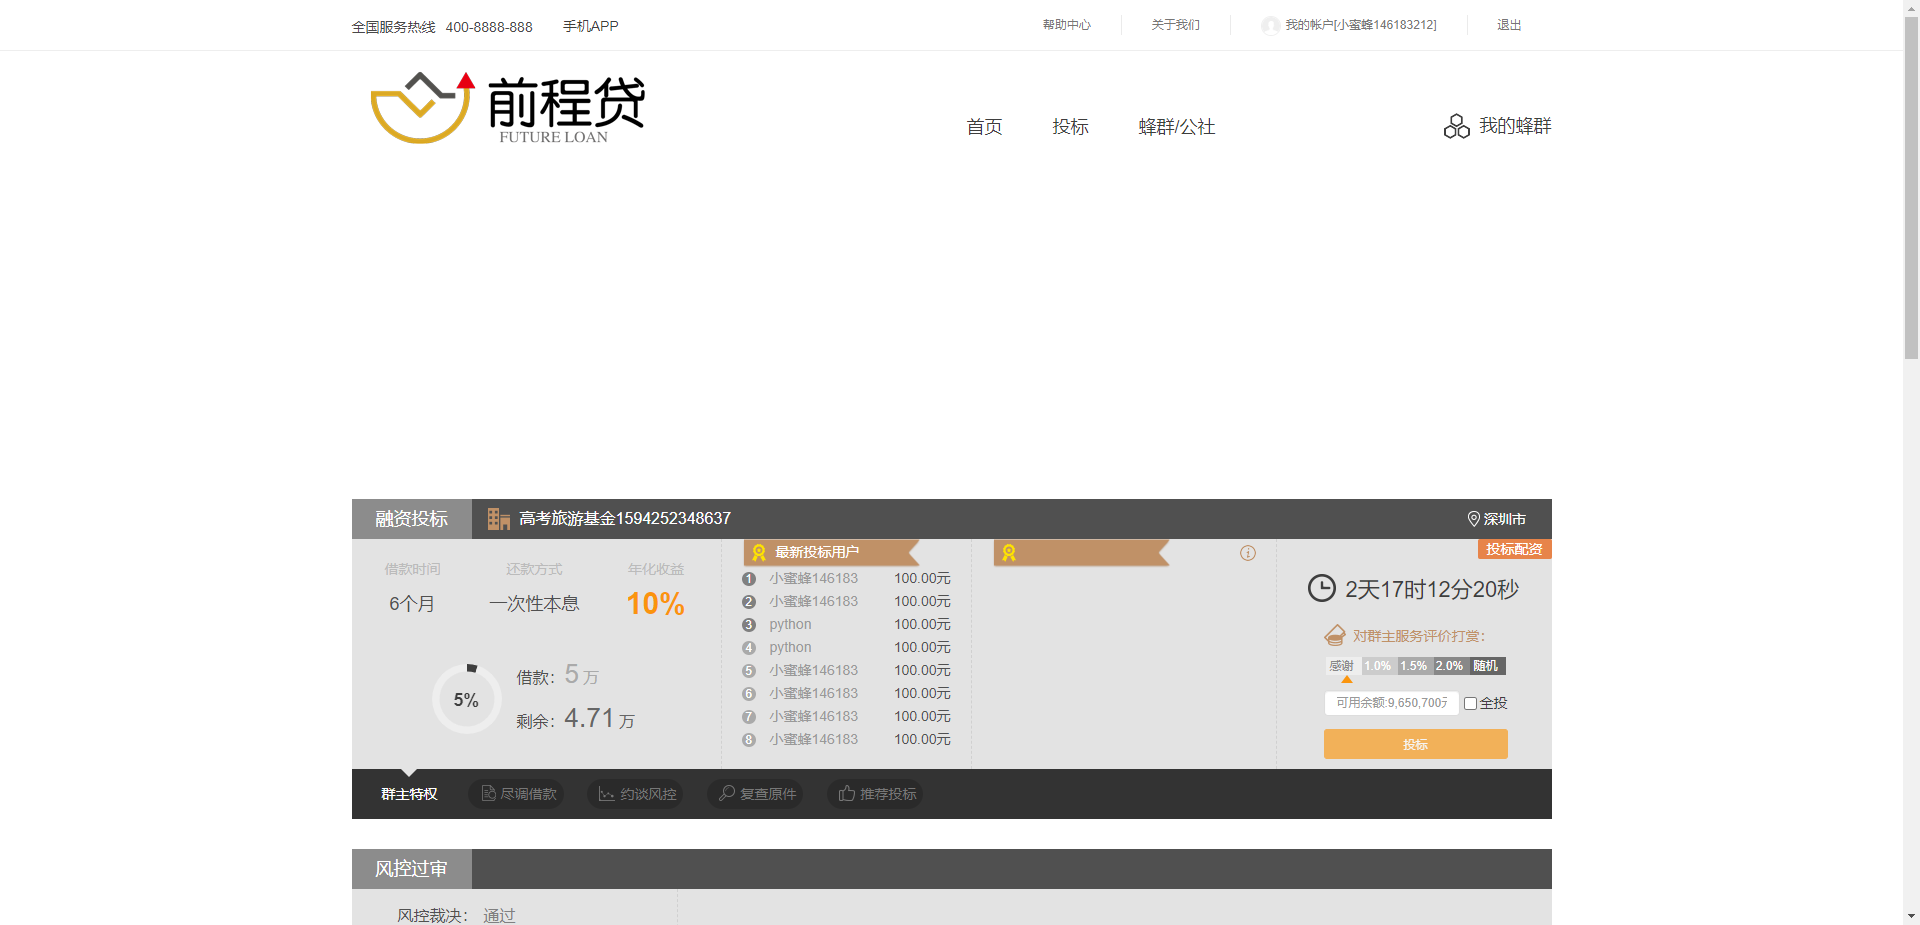 全国服务热线 400-8888-888 手机APP 帮助中心 关于我们 我的帐户[小蜜蜂146183212] 退出
前程贷
FUTURE LOAN
首页 投标 蜂群/公社 我的蜂群
融资投标 高考旅游基金1594252348637 深圳市
投标配资
借款时间 还款方式 年化收益
6个月 一次性本息 10%
5%
借款： 5 万
剩余： 4.71 万
最新投标用户
1 小蜜蜂146183 100.00元
2 小蜜蜂146183 100.00元
3 python 100.00元
4 python 100.00元
5 小蜜蜂146183 100.00元
6 小蜜蜂146183 100.00元
7 小蜜蜂146183 100.00元
8 小蜜蜂146183 100.00元
2天17时12分20秒
对群主服务评价打赏：
感谢 1.0% 1.5% 2.0% 随机
可用余额:9,650,700 全投
投标
群主特权 尽调借款 约谈风控 复查原件 推荐投标
风控过审
风控裁决： 通过